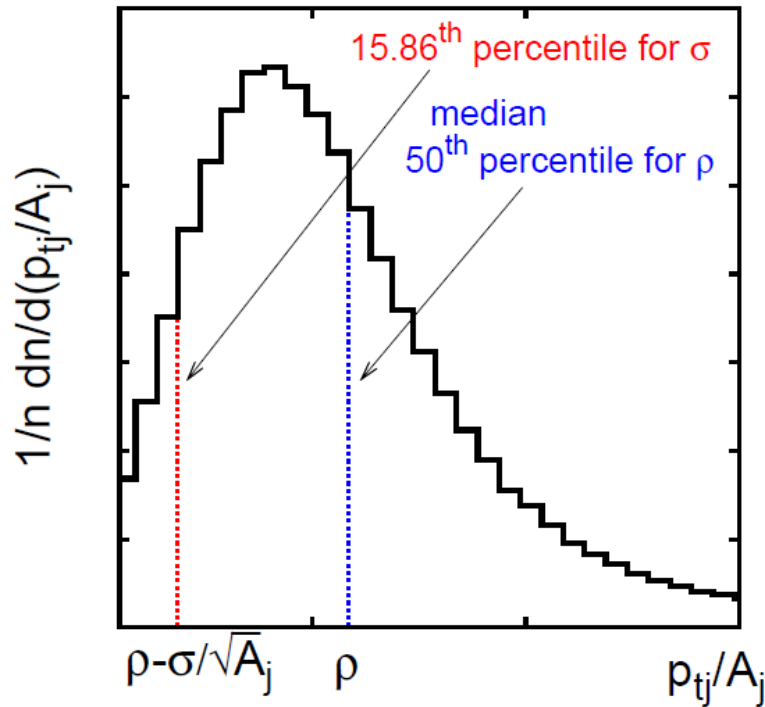 15.86th percentile for σ
median
50th percentile for ρ
1/n dn/d(ptj/Aj)
ρ-σ/√Aj
ρ
ptj/Aj